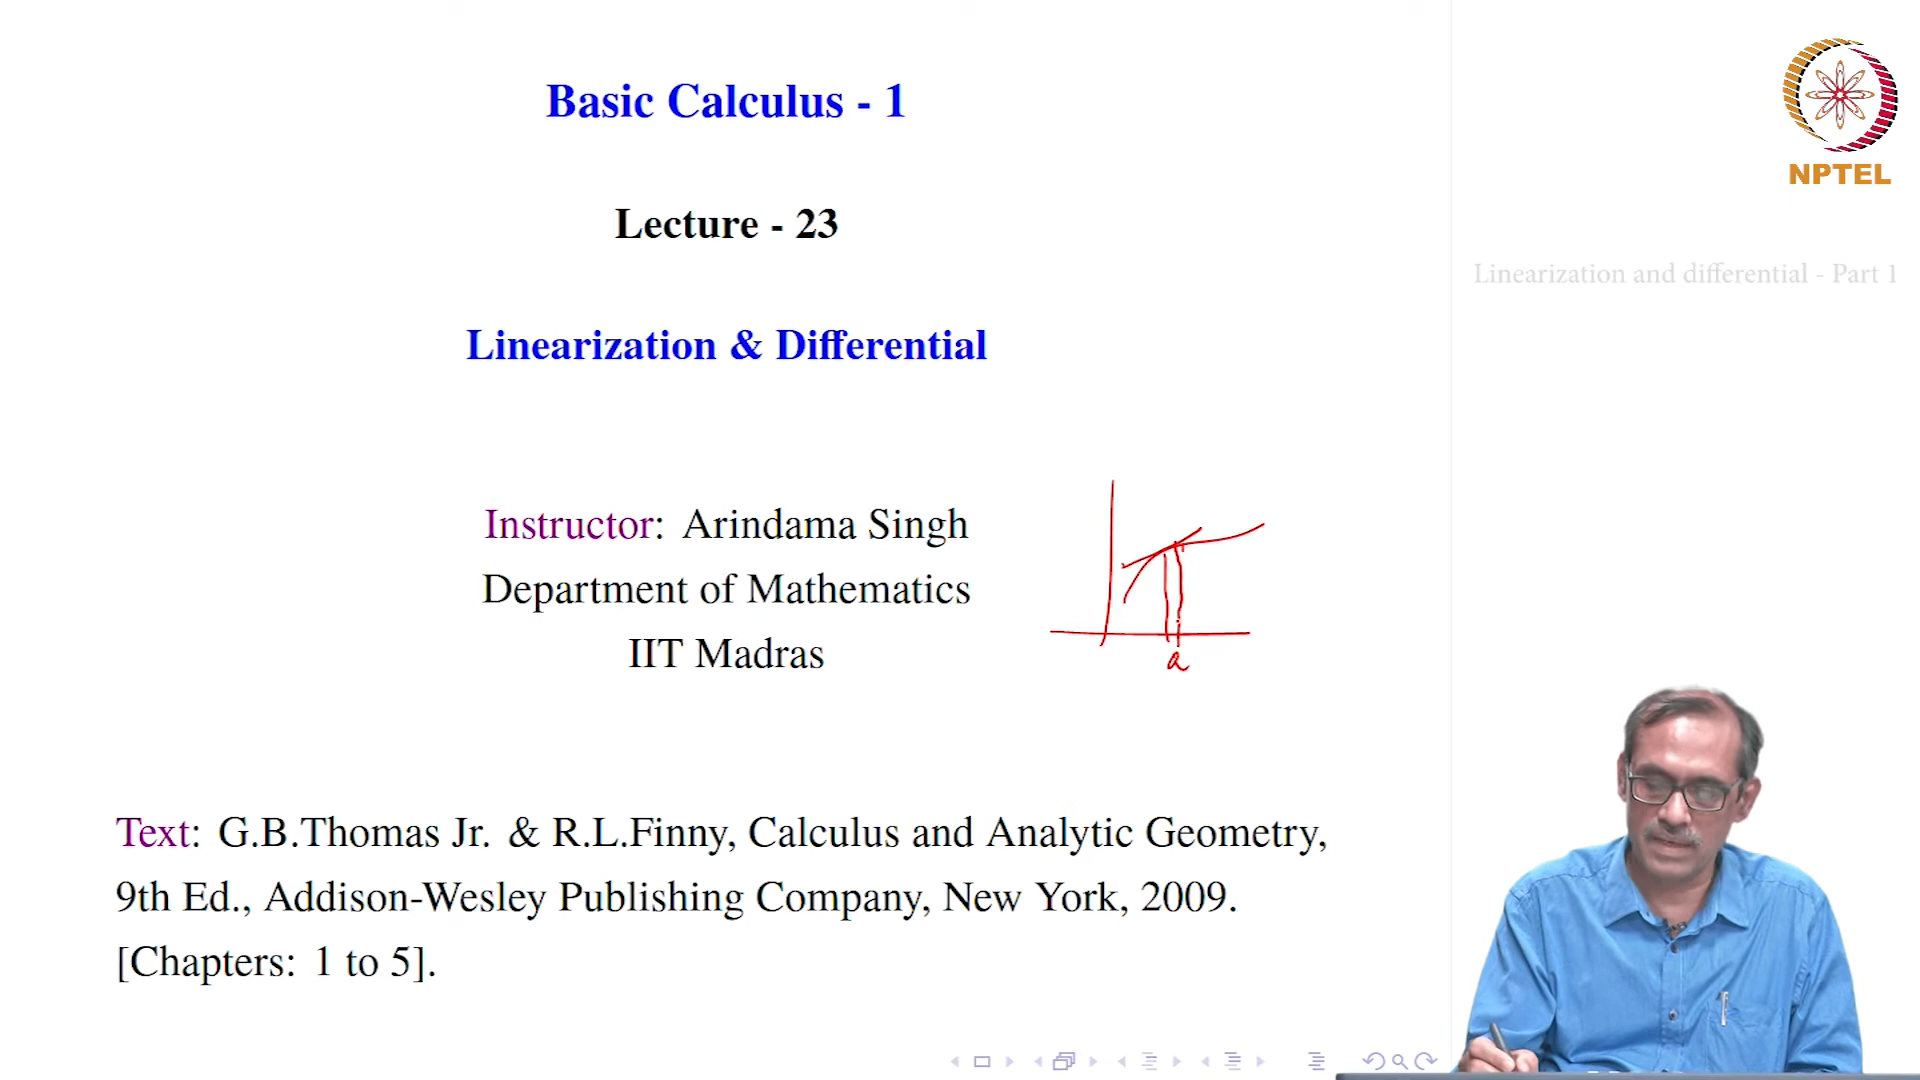 Basic Calculus - 1
Lecture - 23
Linearization & Differential
Instructor: Arindama Singh
Department of Mathematics
IIT Madras
a
Text: G.B.Thomas Jr. & R.L.Finny, Calculus and Analytic Geometry,
9th Ed., Addison-Wesley Publishing Company, New York, 2009.
[Chapters: 1 to 5].
NPTEL
Linearization and differential - Part 1